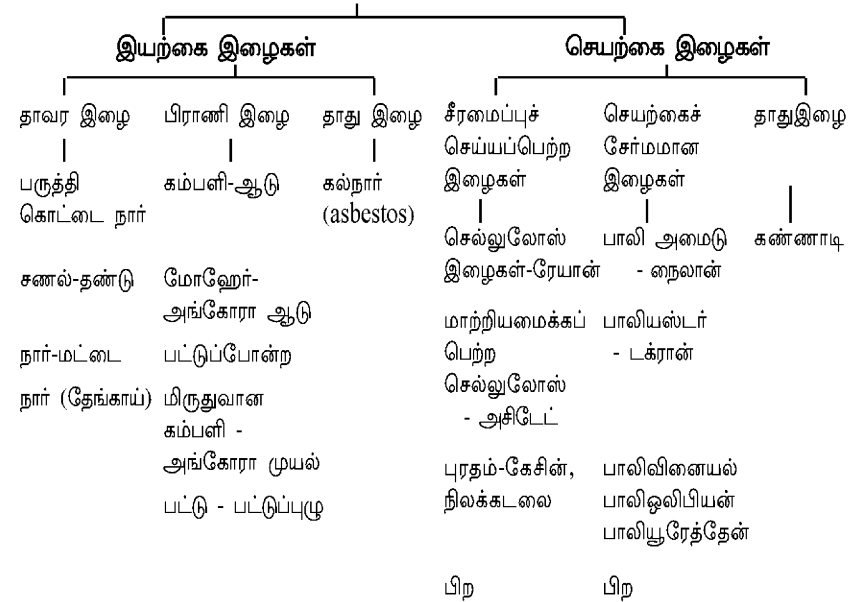 இயற்கை இழைகள்
செயற்கை இழைகள்
தாவர இழை
பிராணி இழை
தாது இழை
சீரமைப்புச்
செய்யப்பெற்ற
இழைகள்
செயற்கைச்
சேர்மமான
இழைகள்
தாதுஇழை
பருத்தி
கொட்டை நார்
கம்பளி-ஆடு
கல்நார்
(asbestos)
செல்லுலோஸ்
இழைகள்-ரேயான்
பாலி அமைடு
- நைலான்
கண்ணாடி
சணல்-தண்டு
மோஹேர்-
அங்கோரா ஆடு
மாற்றியமைக்கப்
பெற்ற
செல்லுலோஸ்
- அசிடேட்
பாலியஸ்டர்
- டக்ரான்
நார்-மட்டை
பட்டுப்போன்ற
நார் (தேங்காய்)
மிருதுவான
கம்பளி -
அங்கோரா முயல்
புரதம்-கேசின்,
நிலக்கடலை
பாலிவினையல்
பாலிஒலிபியன்
பாலியூரேத்தேன்
பட்டு - பட்டுப்புழு
பிற
பிற